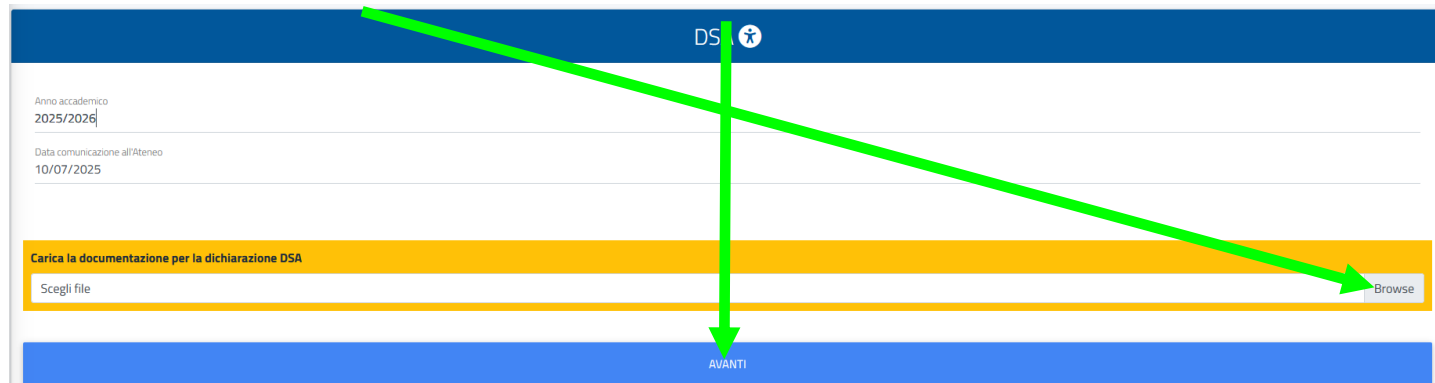 DSA
Anno accademico
2025/2026
Data comunicazione all'Ateneo
10/07/2025
Carica la documentazione per la dichiarazione DSA
Scegli file
Browse
AVANTI